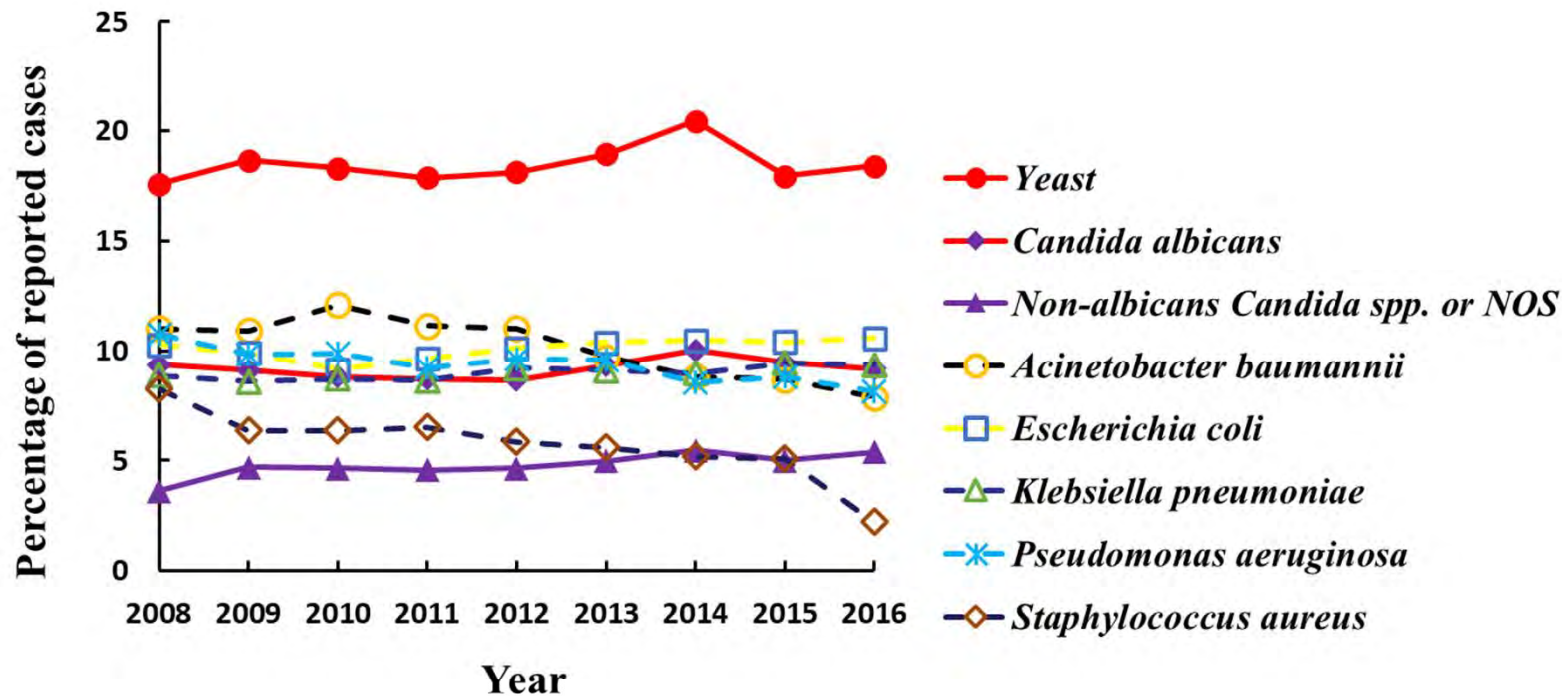 Percentage of reported cases
25
20
15
10
5
0
2008 2009 2010 2011 2012 2013 2014 2015 2016
Year
Yeast
Candida albicans
Non-albicans Candida spp. or NOS
Acinetobacter baumannii
Escherichia coli
Klebsiella pneumoniae
Pseudomonas aeruginosa
Staphylococcus aureus